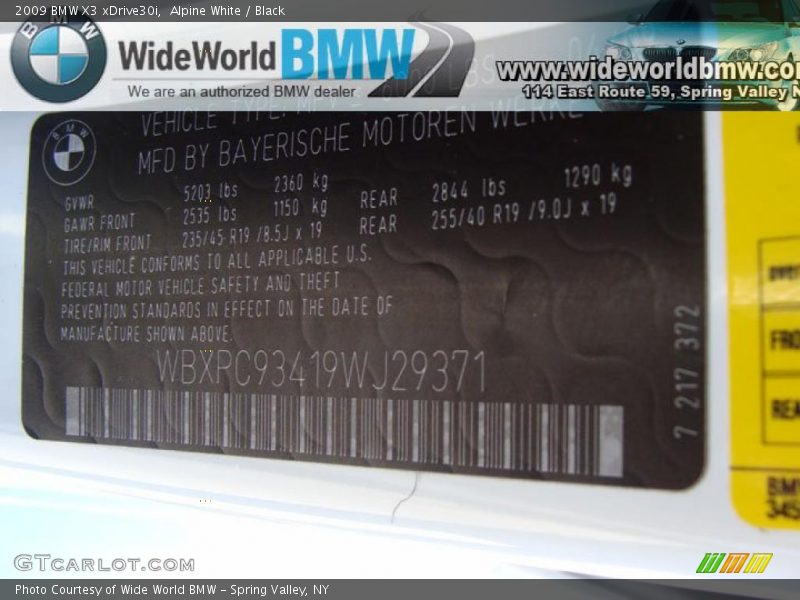 2009 BMW X3 xDrive30i,  Alpine White / Black
BMW
WideWorld BMW
We are an authorized BMW dealer
www.wideworldbmw.co
114 East Route 59, Spring Valley N
VEHICLE TYPE:
MFD BY BAYERISCHE MOTOREN WERKE
BMW
GVWR 5203 lbs 2360 kg
GAWR FRONT 2535 lbs 1150 kg REAR 2844 lbs 1290 kg
TIRE/RIM FRONT 235/45 R19 /8.5J x 19 REAR 255/40 R19 /9.0J x 19
THIS VEHICLE CONFORMS TO ALL APPLICABLE U.S.
FEDERAL MOTOR VEHICLE SAFETY AND THEFT
PREVENTION STANDARDS IN EFFECT ON THE DATE OF
MANUFACTURE SHOWN ABOVE.
WBXPC93419WJ29371
7 217 372
FRO
REA
BMW
GTCARLOT.COM
Photo Courtesy of Wide World BMW – Spring Valley, NY